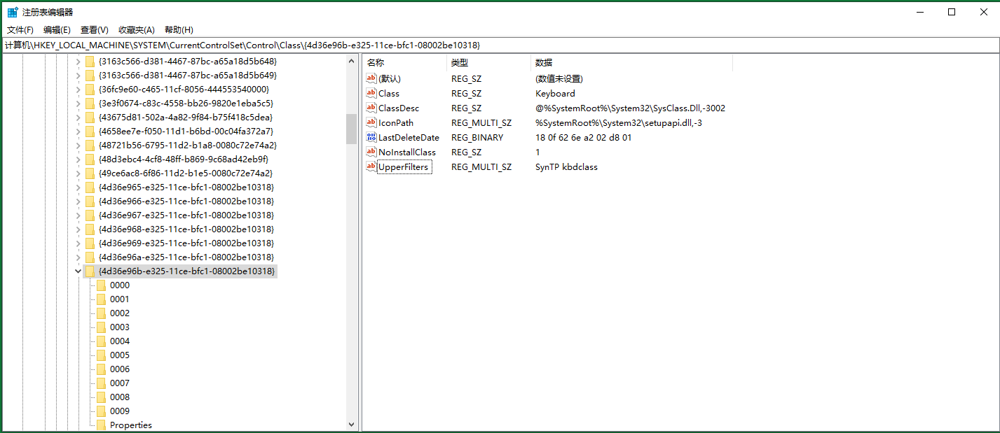 注册表编辑器
文件(F) 编辑(E) 查看(V) 收藏夹(A) 帮助(H)
计算机\HKEY_LOCAL_MACHINE\SYSTEM\CurrentControlSet\Control\Class\{4d36e96b-e325-11ce-bfc1-08002be10318}
{3163c566-d381-4467-87bc-a65a18d5b648}
{3163c566-d381-4467-87bc-a65a18d5b649}
{36fc9e60-c465-11cf-8056-444553540000}
{3e3f0674-c83c-4558-bb26-9820e1eba5c5}
{43675d81-502a-4a82-9f84-b75f418c5dea}
{4658ee7e-f050-11d1-b6bd-00c04fa372a7}
{48721b56-6795-11d2-b1a8-0080c72e74a2}
{48d3ebc4-4cf8-48ff-b869-9c68ad42eb9f}
{49ce6ac8-6f86-11d2-b1e5-0080c72e74a2}
{4d36e965-e325-11ce-bfc1-08002be10318}
{4d36e966-e325-11ce-bfc1-08002be10318}
{4d36e967-e325-11ce-bfc1-08002be10318}
{4d36e968-e325-11ce-bfc1-08002be10318}
{4d36e969-e325-11ce-bfc1-08002be10318}
{4d36e96a-e325-11ce-bfc1-08002be10318}
{4d36e96b-e325-11ce-bfc1-08002be10318}
0000
0001
0002
0003
0004
0005
0006
0007
0008
0009
Properties
名称 类型 数据
(默认) REG_SZ (数值未设置)
Class REG_SZ Keyboard
ClassDesc REG_SZ @%SystemRoot%\System32\SysClass.Dll,-3002
IconPath REG_MULTI_SZ %SystemRoot%\System32\setupapi.dll,-3
LastDeleteDate REG_BINARY 18 0f 62 6e a2 02 d8 01
NoInstallClass REG_SZ 1
UpperFilters REG_MULTI_SZ SynTP kbdclass